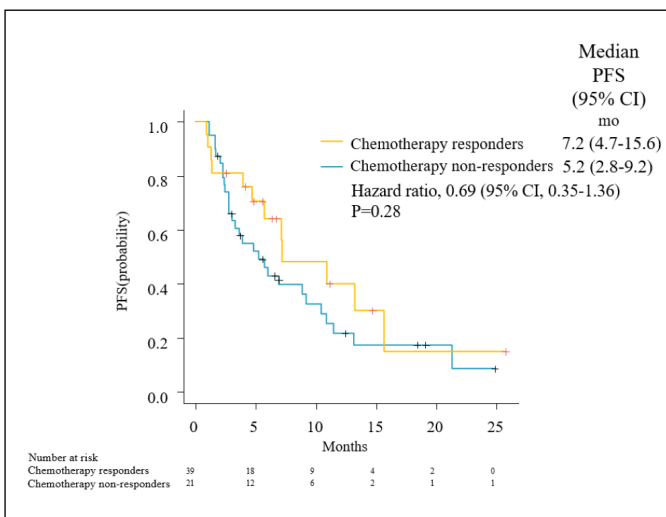 Median
PFS
(95% CI)
mo
Chemotherapy responders 7.2 (4.7-15.6)
Chemotherapy non-responders 5.2 (2.8-9.2)
Hazard ratio, 0.69 (95% CI, 0.35-1.36)
P=0.28
PFS(probability)
1.0
0.8
0.6
0.4
0.2
0.0
0 5 10 15 20 25
Months
Number at risk
Chemotherapy responders 39 18 9 4 2 0
Chemotherapy non-responders 21 12 6 2 1 1